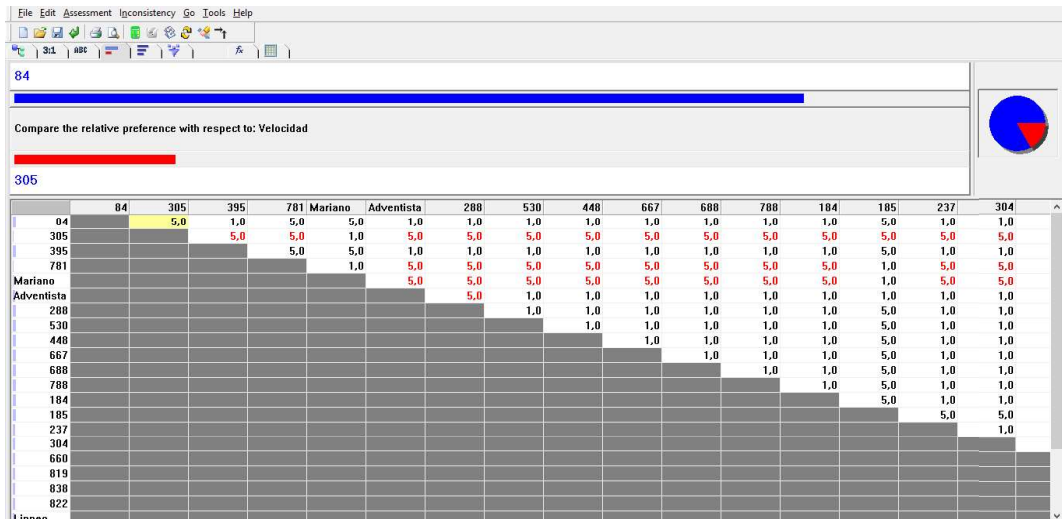 File Edit Assessment Inconsistency Go Tools Help
3:1 ABC fx
84
Compare the relative preference with respect to: Velocidad
305
84 305 395 781 Mariano Adventista 288 530 448 667 688 788 184 185 237 304
04 5,0 1,0 5,0 5,0 1,0 1,0 1,0 1,0 1,0 1,0 1,0 1,0 5,0 1,0 1,0
305 5,0 5,0 1,0 5,0 5,0 5,0 5,0 5,0 5,0 5,0 5,0 5,0 5,0 5,0
395 5,0 5,0 1,0 1,0 1,0 1,0 1,0 1,0 1,0 1,0 5,0 1,0 1,0
781 1,0 5,0 5,0 5,0 5,0 5,0 5,0 5,0 5,0 1,0 5,0 5,0
Mariano 5,0 5,0 5,0 5,0 5,0 5,0 5,0 5,0 1,0 5,0 5,0
Adventista 5,0 1,0 1,0 1,0 1,0 1,0 1,0 1,0 1,0 1,0
288 1,0 1,0 1,0 1,0 1,0 1,0 5,0 1,0 1,0
530 1,0 1,0 1,0 1,0 1,0 5,0 1,0 1,0
448 1,0 1,0 1,0 1,0 5,0 1,0 1,0
667 1,0 1,0 1,0 5,0 1,0 1,0
688 1,0 1,0 5,0 1,0 1,0
788 1,0 5,0 1,0 1,0
184 5,0 1,0 1,0
185 5,0 5,0
237 1,0
304
660
819
838
822